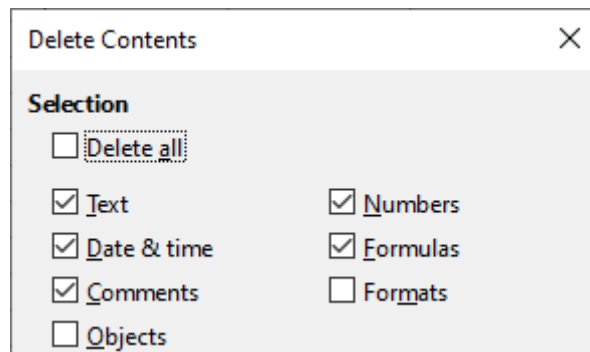 Delete Contents
Selection
Delete all
Text
Numbers
Date & time
Formulas
Comments
Formats
Objects